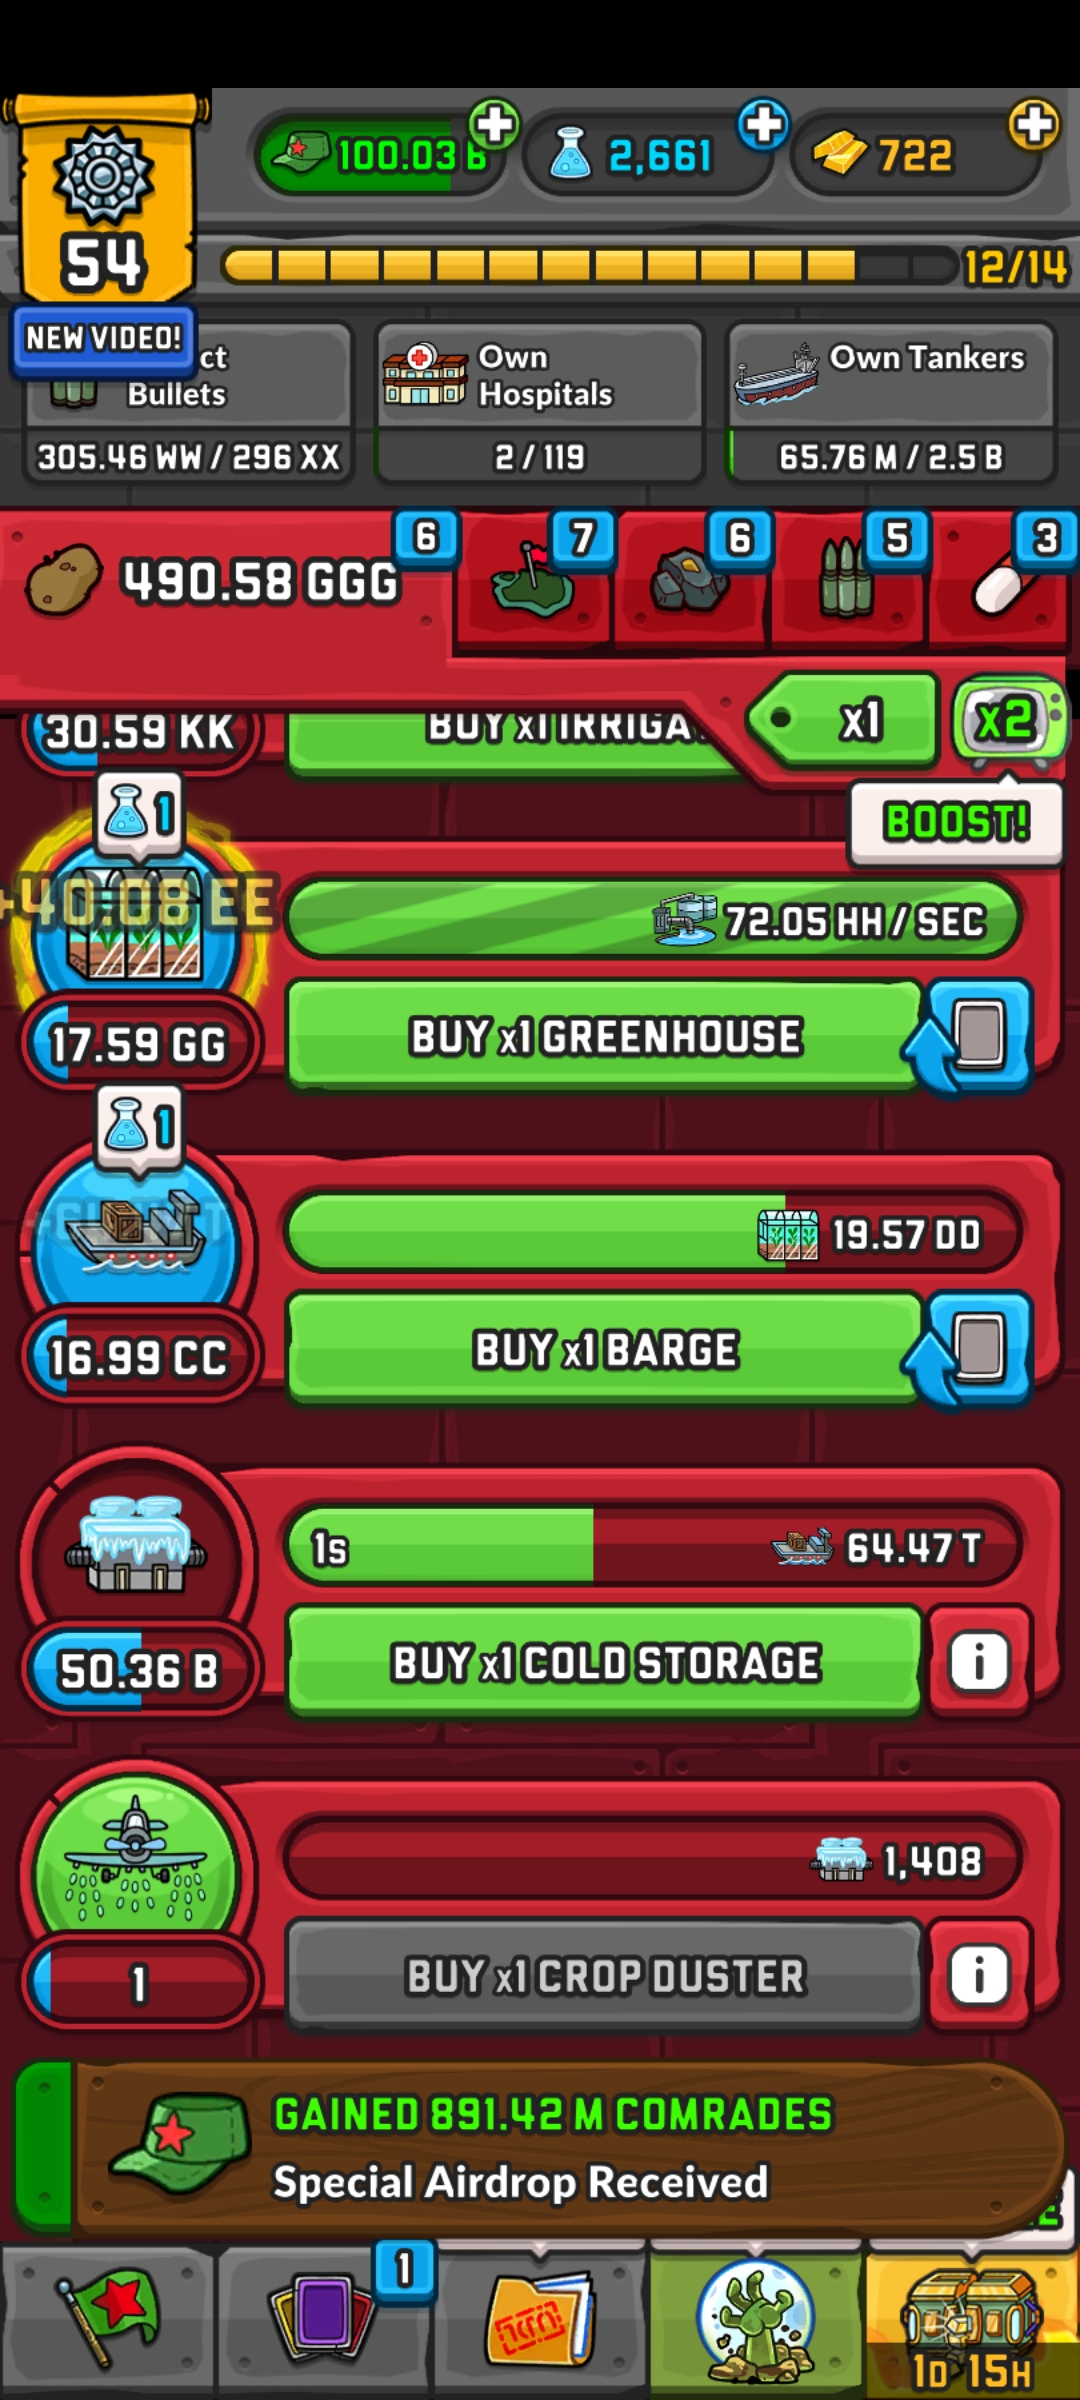 100.03 B
2,661
722
54
12/14
NEW VIDEO!
ct
Bullets
305.46 WW / 296 XX
Own
Hospitals
2 / 119
Own Tankers
65.76 M / 2.5 B
490.58 GGG
6
7
6
5
3
x1
x2
BOOST!
30.59 KK
BUY x1 IRRIGA
1
+40.08 EE
72.05 HH / SEC
17.59 GG
BUY x1 GREENHOUSE
1
19.57 DD
16.99 CC
BUY x1 BARGE
1s
64.47 T
50.36 B
BUY x1 COLD STORAGE
i
1,408
1
BUY x1 CROP DUSTER
i
GAINED 891.42 M COMRADES
Special Airdrop Received
1
1D 15H